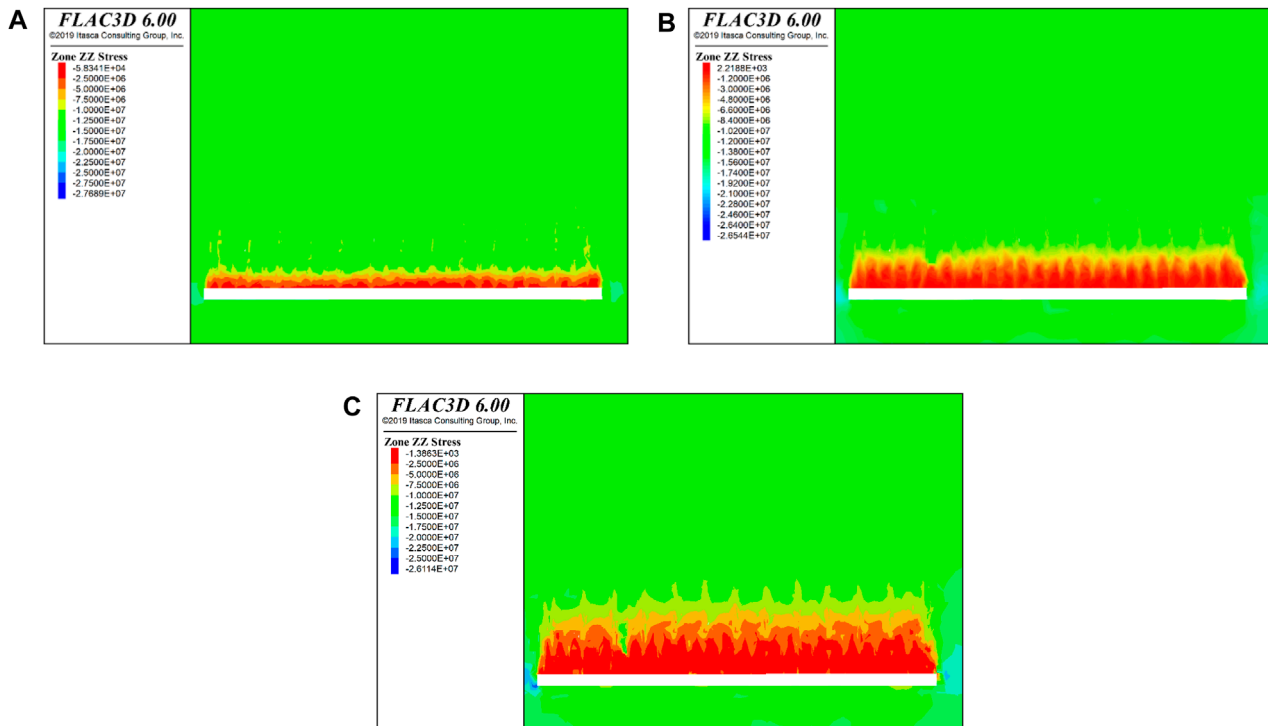 A
FLAC3D 6.00
©2019 Itasca Consulting Group, Inc.
Zone ZZ Stress
-5.8341E+04
-2.5000E+06
-5.0000E+06
-7.5000E+06
-1.0000E+07
-1.2500E+07
-1.5000E+07
-1.7500E+07
-2.0000E+07
-2.2500E+07
-2.5000E+07
-2.7500E+07
-2.7689E+07
B
FLAC3D 6.00
©2019 Itasca Consulting Group, Inc.
Zone ZZ Stress
2.2188E+03
-1.2000E+06
-3.0000E+06
-4.8000E+06
-6.6000E+06
-8.4000E+06
-1.0200E+07
-1.2000E+07
-1.3800E+07
-1.5600E+07
-1.7400E+07
-1.9200E+07
-2.1000E+07
-2.2800E+07
-2.4600E+07
-2.6400E+07
-2.6544E+07
C
FLAC3D 6.00
©2019 Itasca Consulting Group, Inc.
Zone ZZ Stress
-1.3863E+03
-2.5000E+06
-5.0000E+06
-7.5000E+06
-1.0000E+07
-1.2500E+07
-1.5000E+07
-1.7500E+07
-2.0000E+07
-2.2500E+07
-2.5000E+07
-2.6114E+07